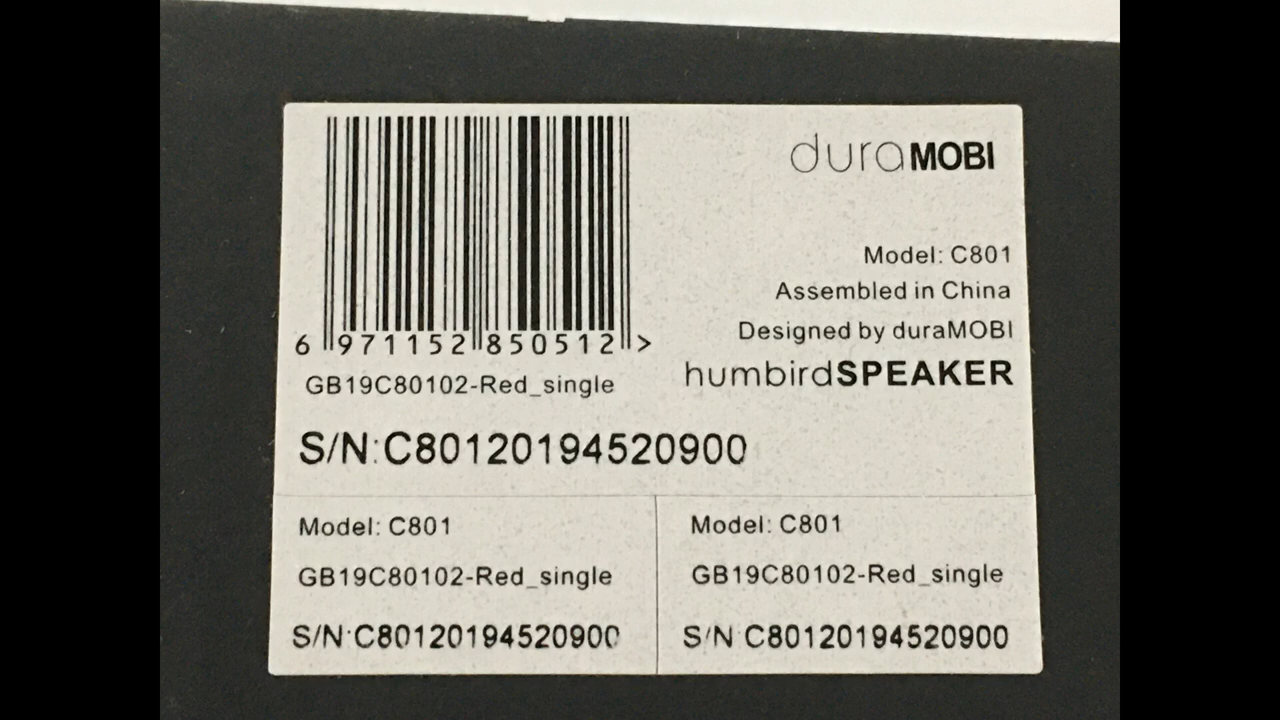 duraMOBI
6 971152 850512 >
GB19C80102-Red_single
Model: C801
Assembled in China
Designed by duraMOBI
humbirdSPEAKER
S/N:C80120194520900
Model: C801
GB19C80102-Red_single
S/N:C80120194520900
Model: C801
GB19C80102-Red_single
S/N:C80120194520900